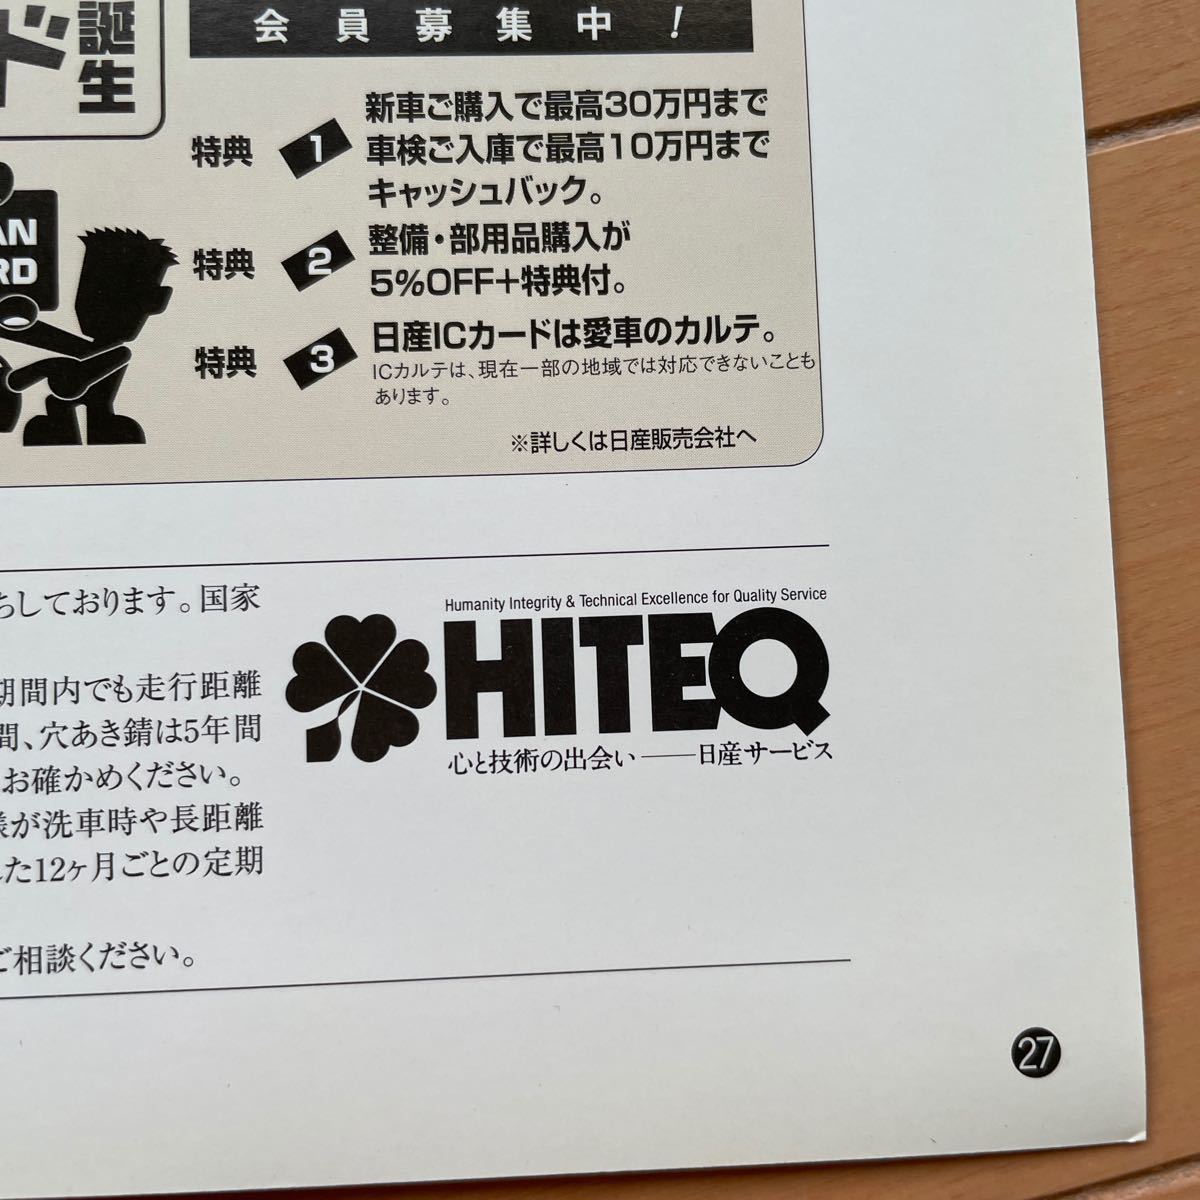 ド誕生
会員募集中！
特典 1 新車ご購入で最高30万円まで
車検ご入庫で最高10万円まで
キャッシュバック。
特典 2 整備・部用品購入が
5%OFF+特典付。
特典 3 日産ICカードは愛車のカルテ。
ICカルテは、現在一部の地域では対応できないことも
あります。
※詳しくは日産販売会社へ
AN
RD
しております。国家
期間内でも走行距離
間、穴あき錆は5年間
お確かめください。
様が洗車時や長距離
れた12ヶ月ごとの定期
ご相談ください。
Humanity Integrity & Technical Excellence for Quality Service
HITEQ
心と技術の出会い――日産サービス
27